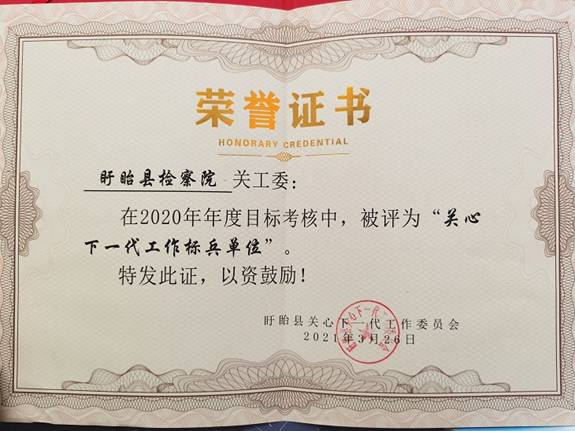 荣誉证书
HONORARY CREDENTIAL
盱眙县检察院 关工委：
在2020年年度目标考核中，被评为“关心
下一代工作标兵单位”。
特发此证，以资鼓励！
盱眙县关心下一代工作委员会
2021年3月26日